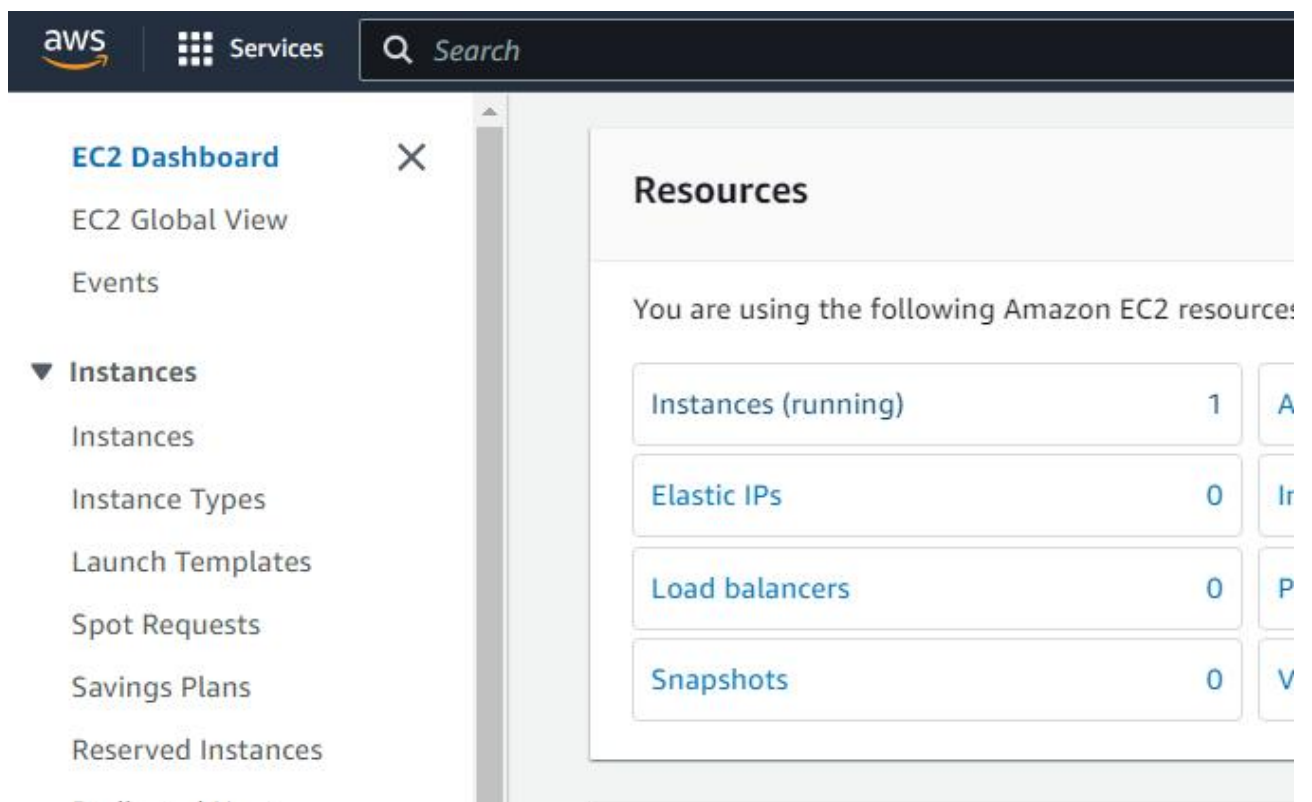 aws Services Search
EC2 Dashboard
EC2 Global View
Events
Instances
Instances
Instance Types
Launch Templates
Spot Requests
Savings Plans
Reserved Instances
Resources
You are using the following Amazon EC2 resources
Instances (running) 1 A
Elastic IPs 0
Load balancers 0 P
Snapshots 0 V